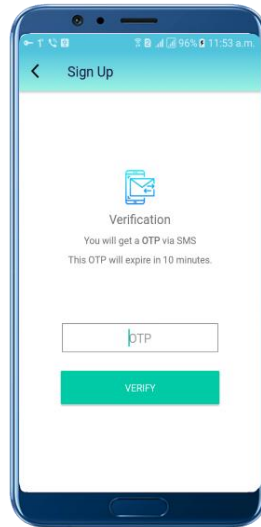 96% 11:53 a.m.
Sign Up
Verification
You will get a OTP via SMS
This OTP will expire in 10 minutes.
OTP
VERIFY